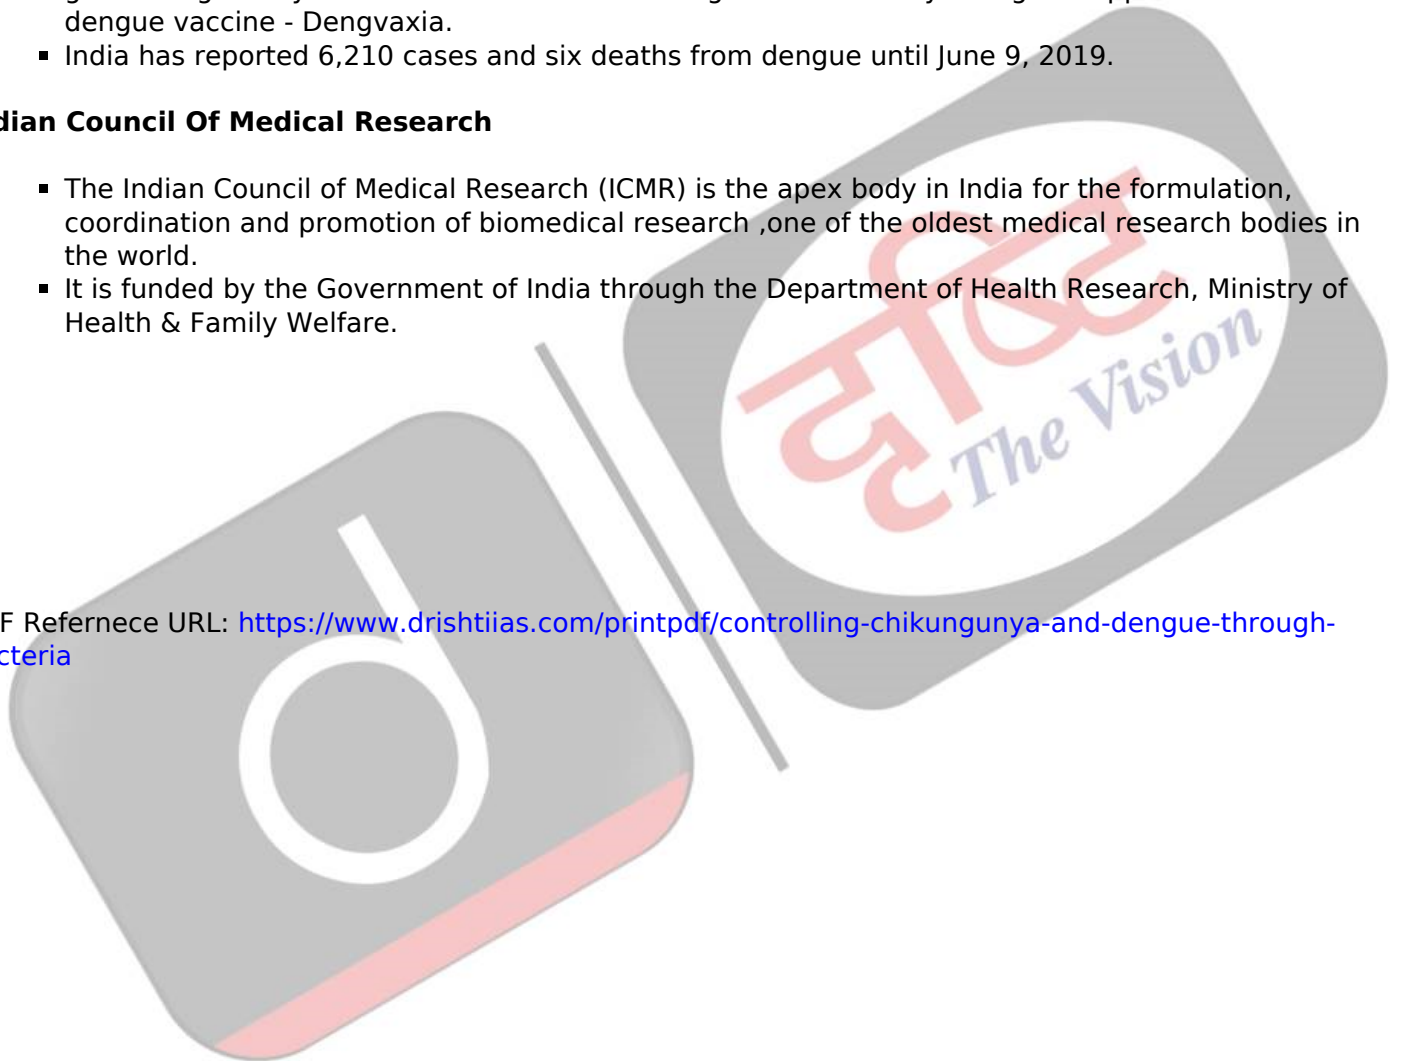 dengue vaccine - Dengvaxia.
▪ India has reported 6,210 cases and six deaths from dengue until June 9, 2019.
dian Council Of Medical Research
▪ The Indian Council of Medical Research (ICMR) is the apex body in India for the formulation,
coordination and promotion of biomedical research ,one of the oldest medical research bodies in
the world.
▪ It is funded by the Government of India through the Department of Health Research, Ministry of
Health & Family Welfare.
दृष्टि
The Vision
d
F Refernece URL: https://www.drishtiias.com/printpdf/controlling-chikungunya-and-dengue-through-
cteria